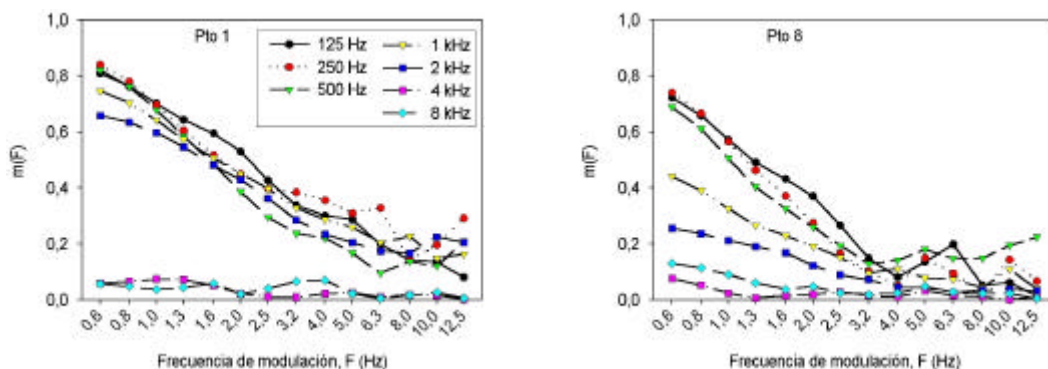 Pto 1
125 Hz
250 Hz
500 Hz
1 kHz
2 kHz
4 kHz
8 kHz
m(F)
1,0
0,8
0,6
0,4
0,2
0,0
0,6 0,8 1,0 1,3 1,6 2,0 2,5 3,2 4,0 5,0 6,3 8,0 10,0 12,5
Frecuencia de modulación, F (Hz)
Pto 8
m(F)
1,0
0,8
0,6
0,4
0,2
0,0
0,6 0,8 1,0 1,3 1,6 2,0 2,5 3,2 4,0 5,0 6,3 8,0 10,0 12,5
Frecuencia de modulación, F (Hz)